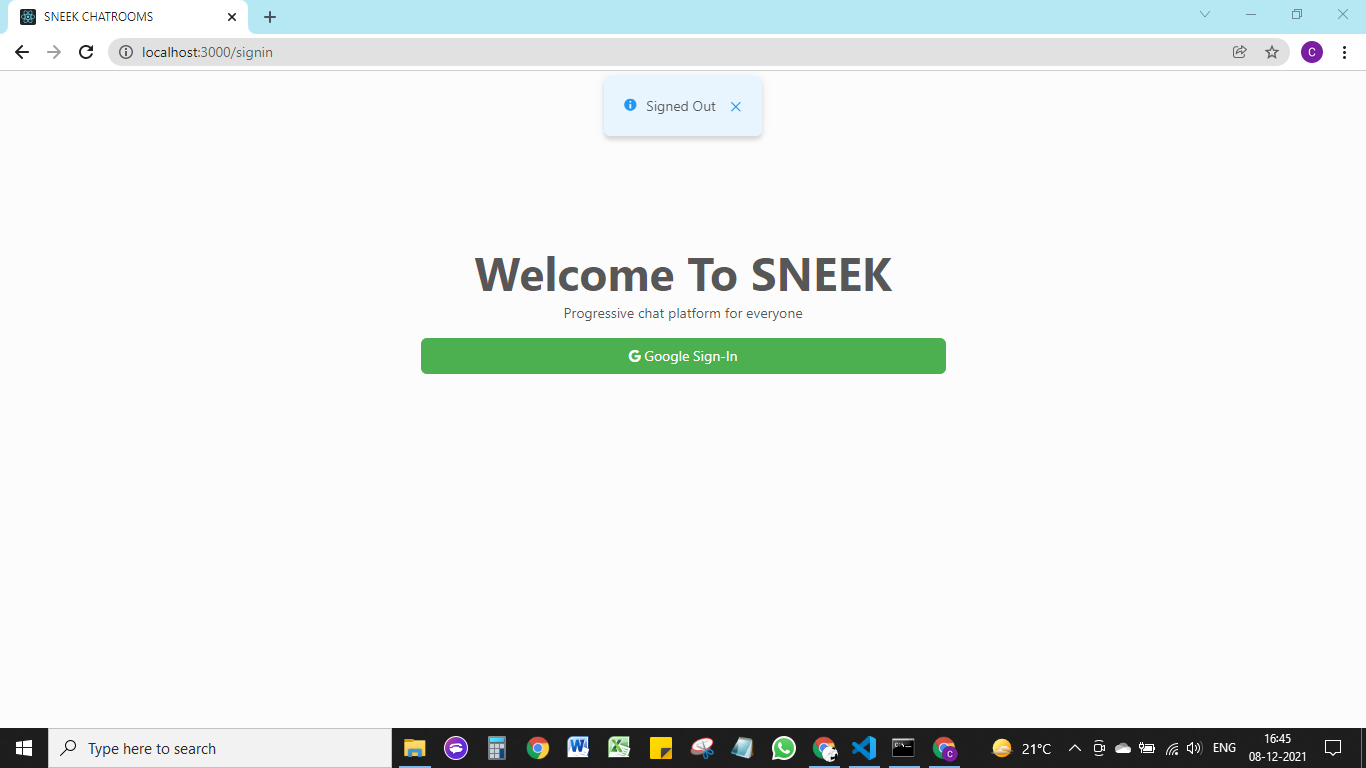 SNEEK CHATROOMS
localhost:3000/signin
C
Signed Out
Welcome To SNEEK
Progressive chat platform for everyone
Google Sign-In
Type here to search
21°C
ENG
16:45
08-12-2021